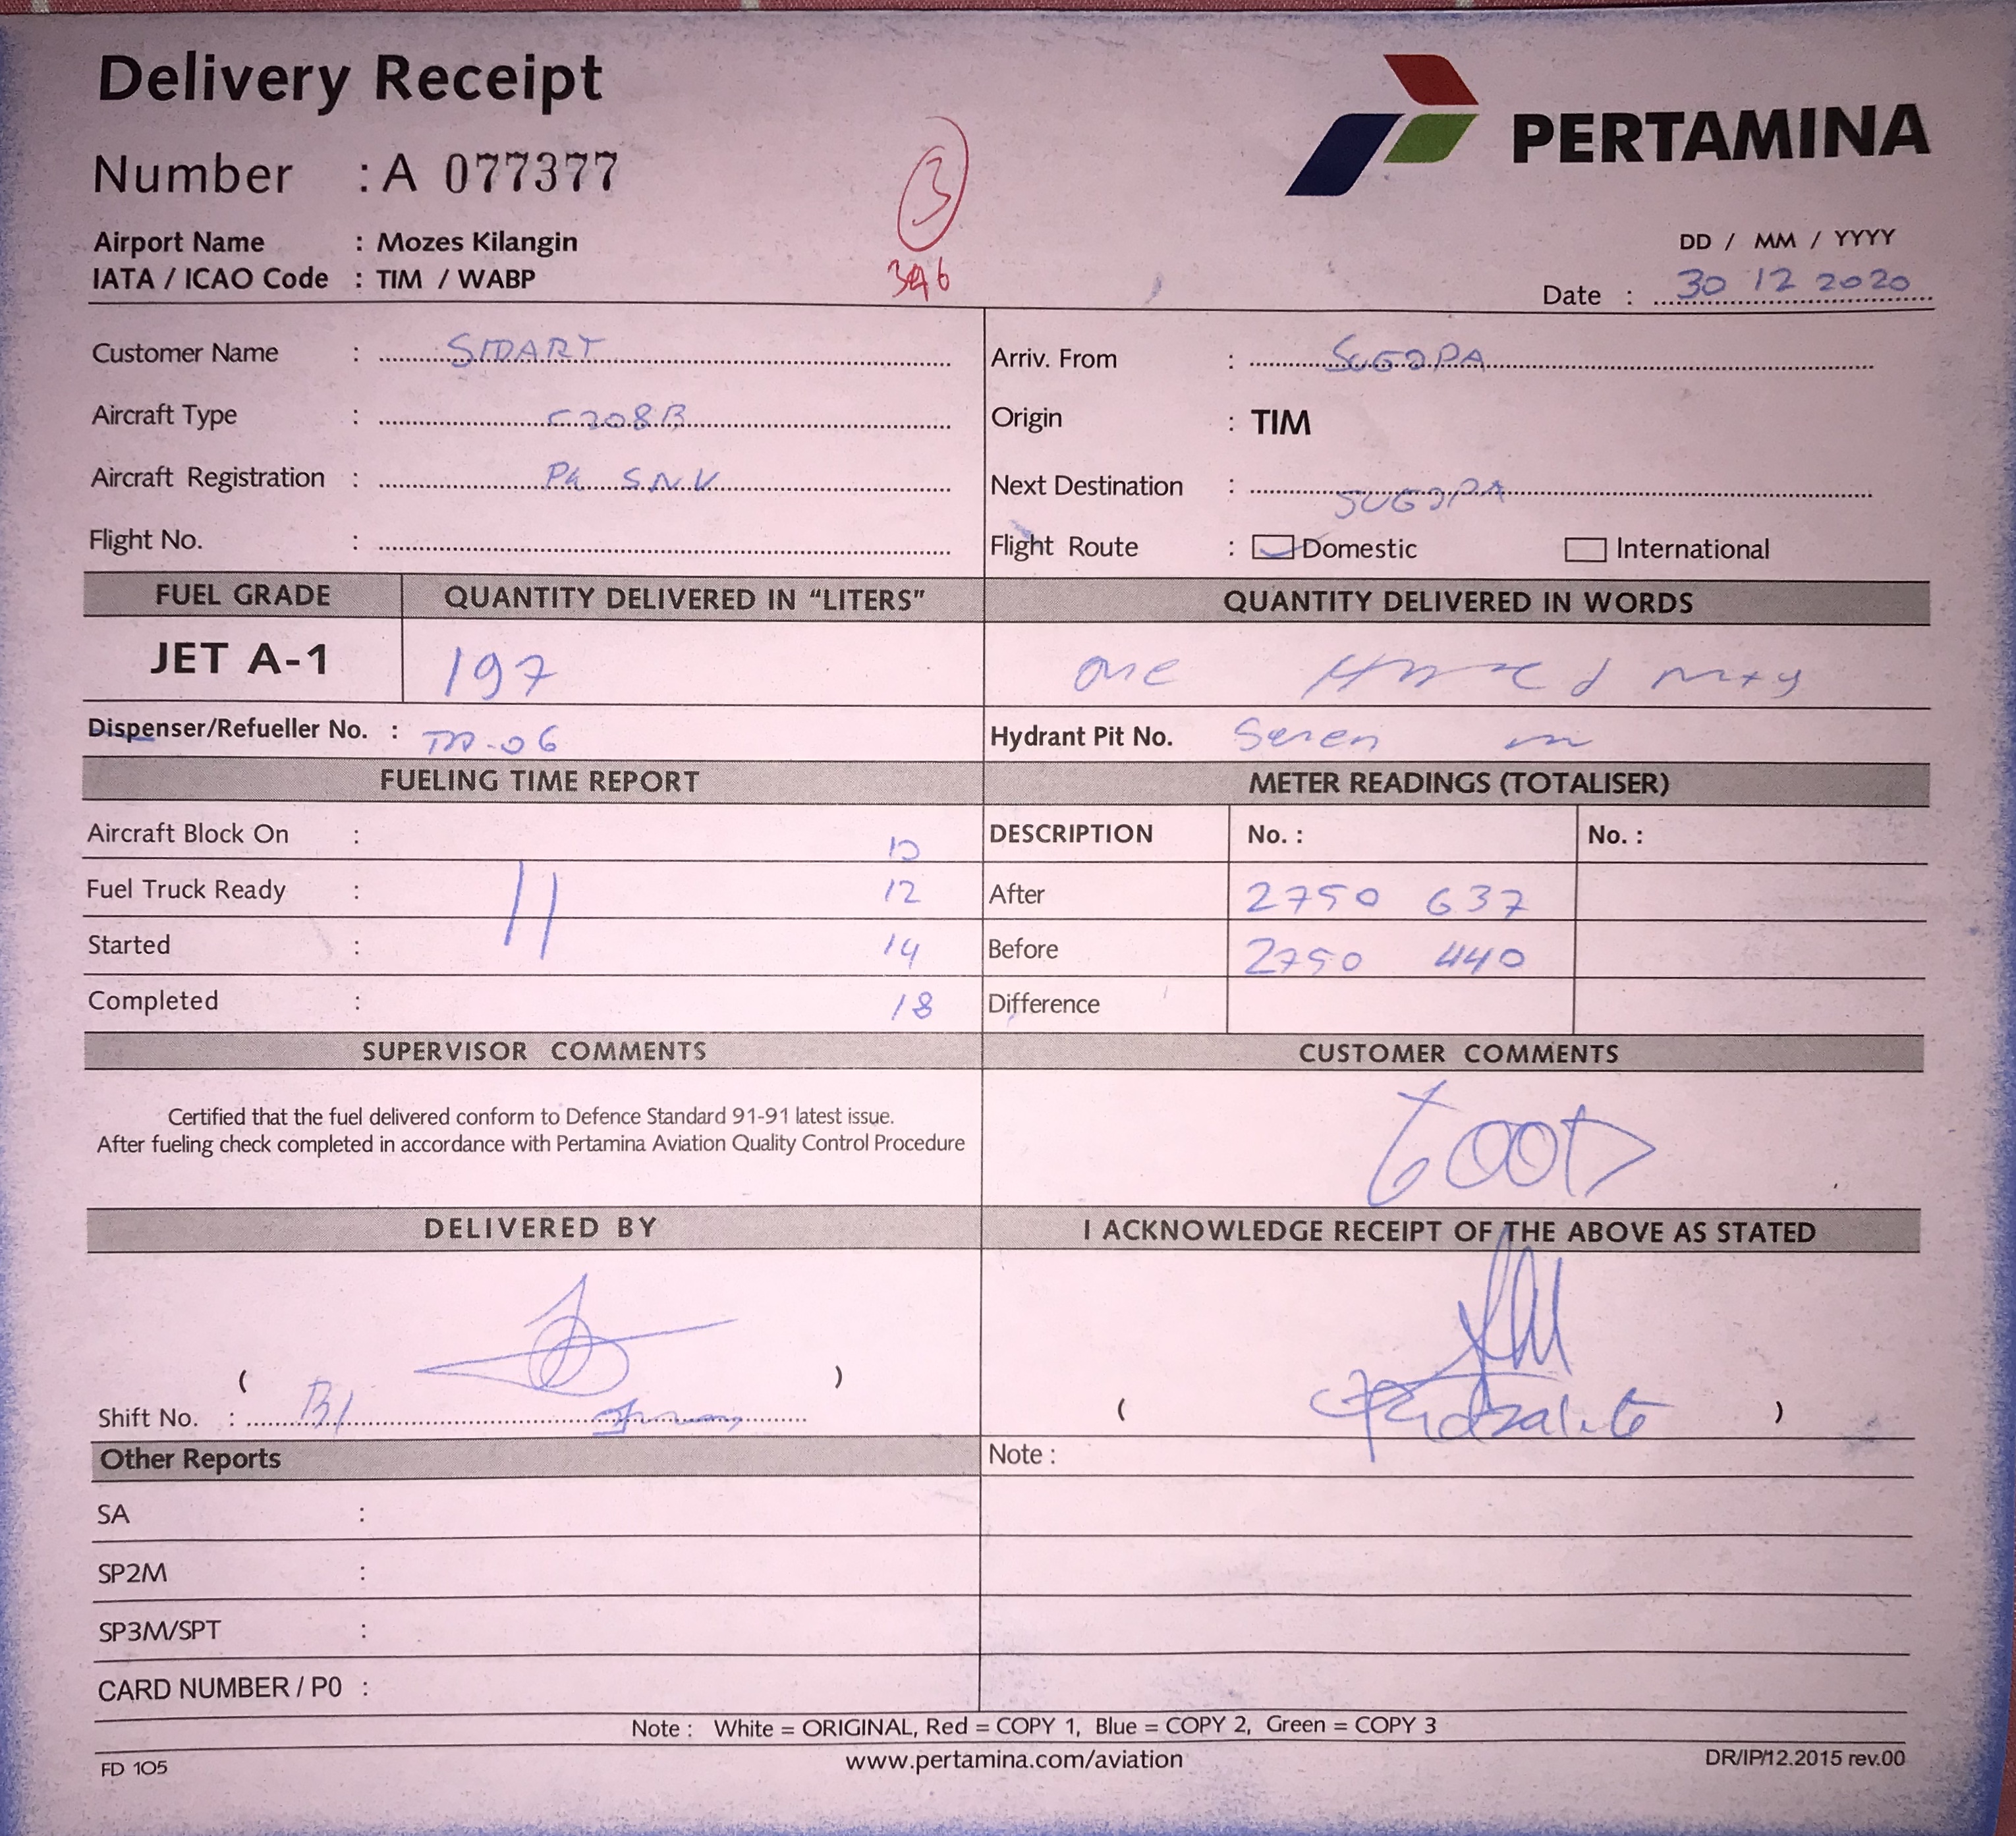 Delivery Receipt
PERTAMINA
Number : A 077377
3
346
Airport Name : Mozes Kilangin
IATA / ICAO Code : TIM / WABP
DD / MM / YYYY
Date : 30 12 2020
Customer Name : SMART
Arriv. From : SUGAPA
Aircraft Type : C208B
Origin : TIM
Aircraft Registration : PK SNV
Next Destination : SUGAPA
Flight No. :
Flight Route : Domestic International
FUEL GRADE QUANTITY DELIVERED IN “LITERS” QUANTITY DELIVERED IN WORDS
JET A-1 197 one Hundred
Dispenser/Refueller No. :
Hydrant Pit No. Seven
FUELING TIME REPORT METER READINGS (TOTALISER)
Aircraft Block On : 10 DESCRIPTION No. : No. :
Fuel Truck Ready : 11 12 After 2750 637
Started : 14 Before 2750 440
Completed : 18 Difference
SUPERVISOR COMMENTS CUSTOMER COMMENTS
Certified that the fuel delivered conform to Defence Standard 91-91 latest issue.
After fueling check completed in accordance with Pertamina Aviation Quality Control Procedure
GOOD
DELIVERED BY I ACKNOWLEDGE RECEIPT OF THE ABOVE AS STATED
( )
Shift No. : B1
( )
Other Reports Note :
SA :
SP2M :
SP3M/SPT :
CARD NUMBER / P0 :
Note : White = ORIGINAL, Red = COPY 1, Blue = COPY 2, Green = COPY 3
FD 105 www.pertamina.com/aviation DR/IP/12.2015 rev.00